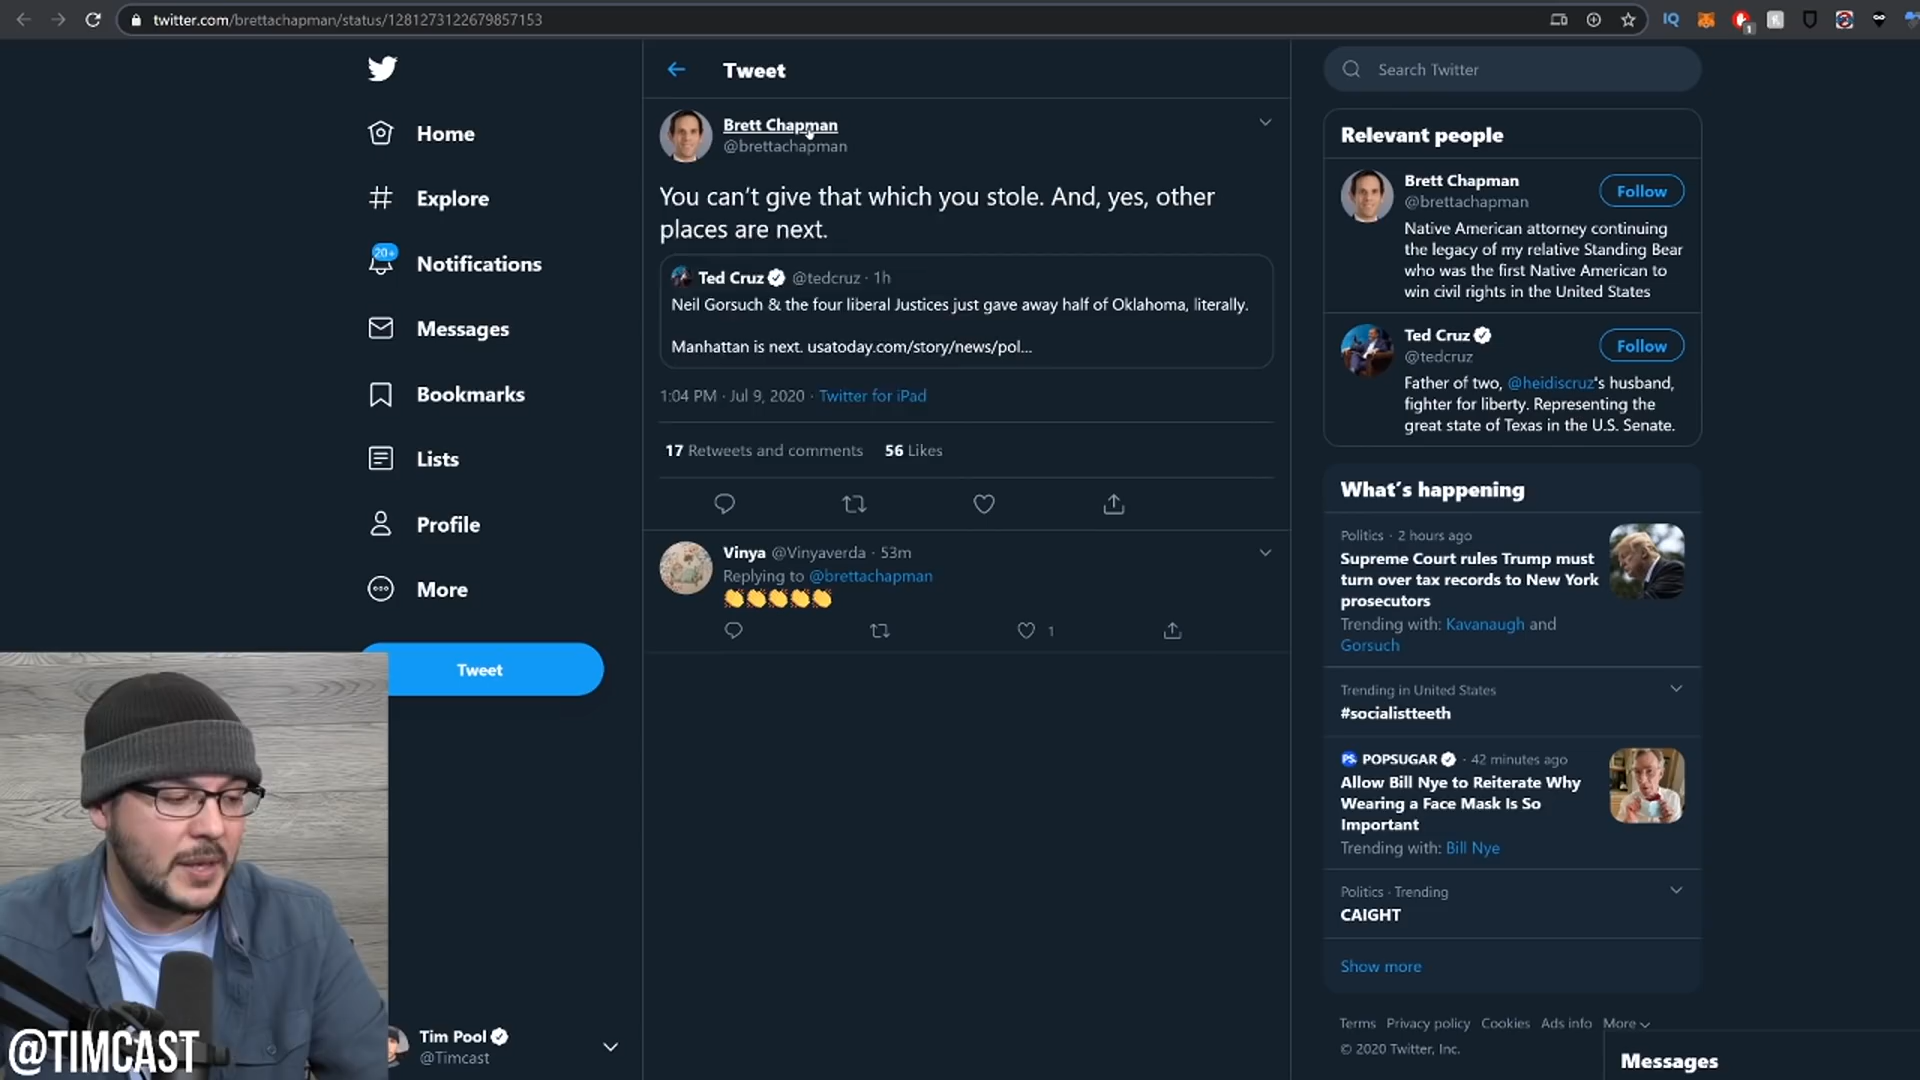 twitter.com/brettachapman/status/1281273122679857153
IQ
1
Home
Explore
20+
Notifications
Messages
Bookmarks
Lists
Profile
More
Tweet
Tim Pool
@Timcast
@TIMCAST
Tweet
Brett Chapman
@brettachapman
You can’t give that which you stole. And, yes, other
places are next.
Ted Cruz @tedcruz · 1h
Neil Gorsuch & the four liberal Justices just gave away half of Oklahoma, literally.
Manhattan is next. usatoday.com/story/news/pol...
1:04 PM · Jul 9, 2020 · Twitter for iPad
17 Retweets and comments 56 Likes
Vinya @Vinyaverda · 53m
Replying to @brettachapman
👏👏👏👏👏
1
Search Twitter
Relevant people
Brett Chapman
@brettachapman
Follow
Native American attorney continuing
the legacy of my relative Standing Bear
who was the first Native American to
win civil rights in the United States
Ted Cruz
@tedcruz
Follow
Father of two, @heidiscruz's husband,
fighter for liberty. Representing the
great state of Texas in the U.S. Senate.
What’s happening
Politics · 2 hours ago
Supreme Court rules Trump must
turn over tax records to New York
prosecutors
Trending with: Kavanaugh and
Gorsuch
Trending in United States
#socialistteeth
PS. POPSUGAR · 42 minutes ago
Allow Bill Nye to Reiterate Why
Wearing a Face Mask Is So
Important
Trending with: Bill Nye
Politics · Trending
CAIGHT
Show more
Terms Privacy policy Cookies Ads info More
© 2020 Twitter, Inc.
Messages